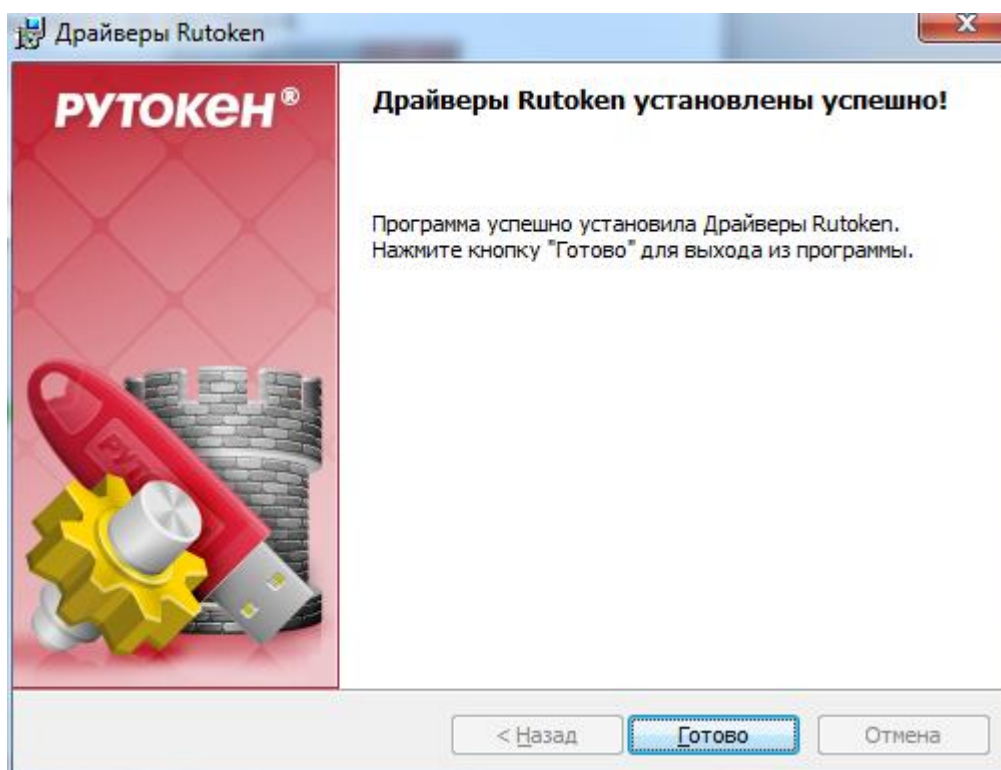 Драйверы Rutoken
РУТОКЕН®
Драйверы Rutoken установлены успешно!
Программа успешно установила Драйверы Rutoken.
Нажмите кнопку "Готово" для выхода из программы.
< Назад
Готово
Отмена